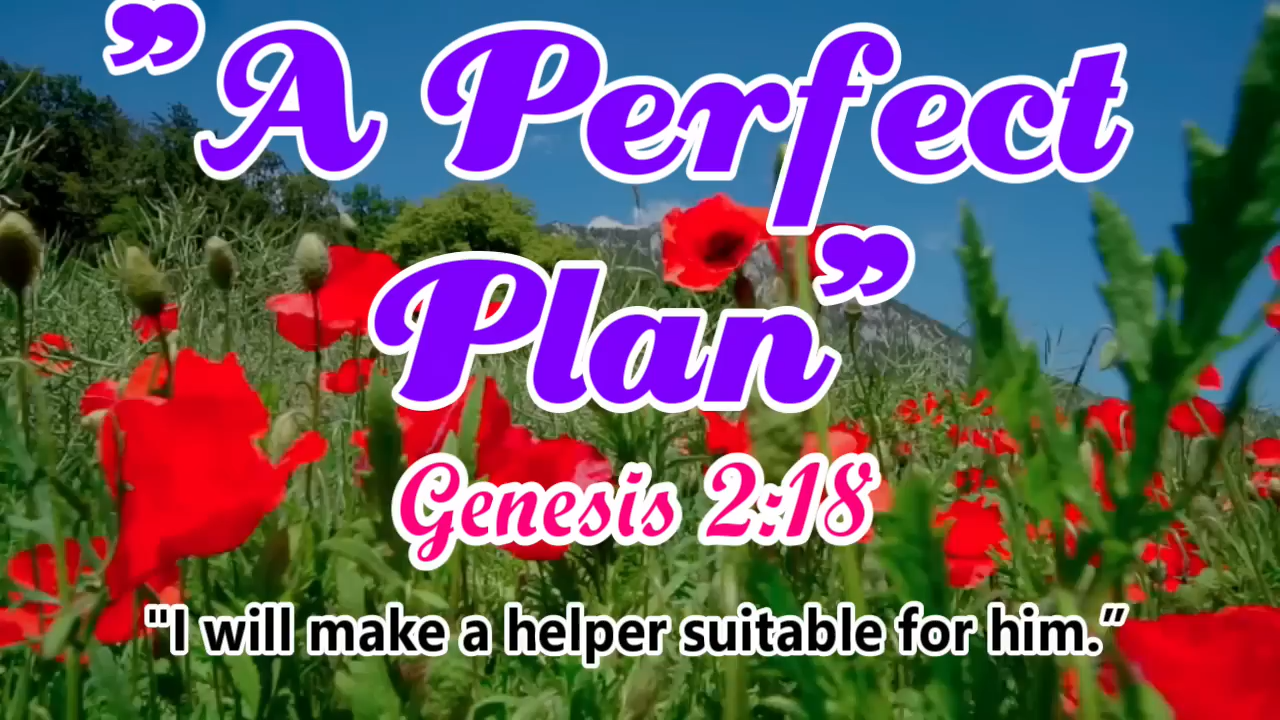 ”A Perfect
Plan”
Genesis 2:18
"I will make a helper suitable for him.”